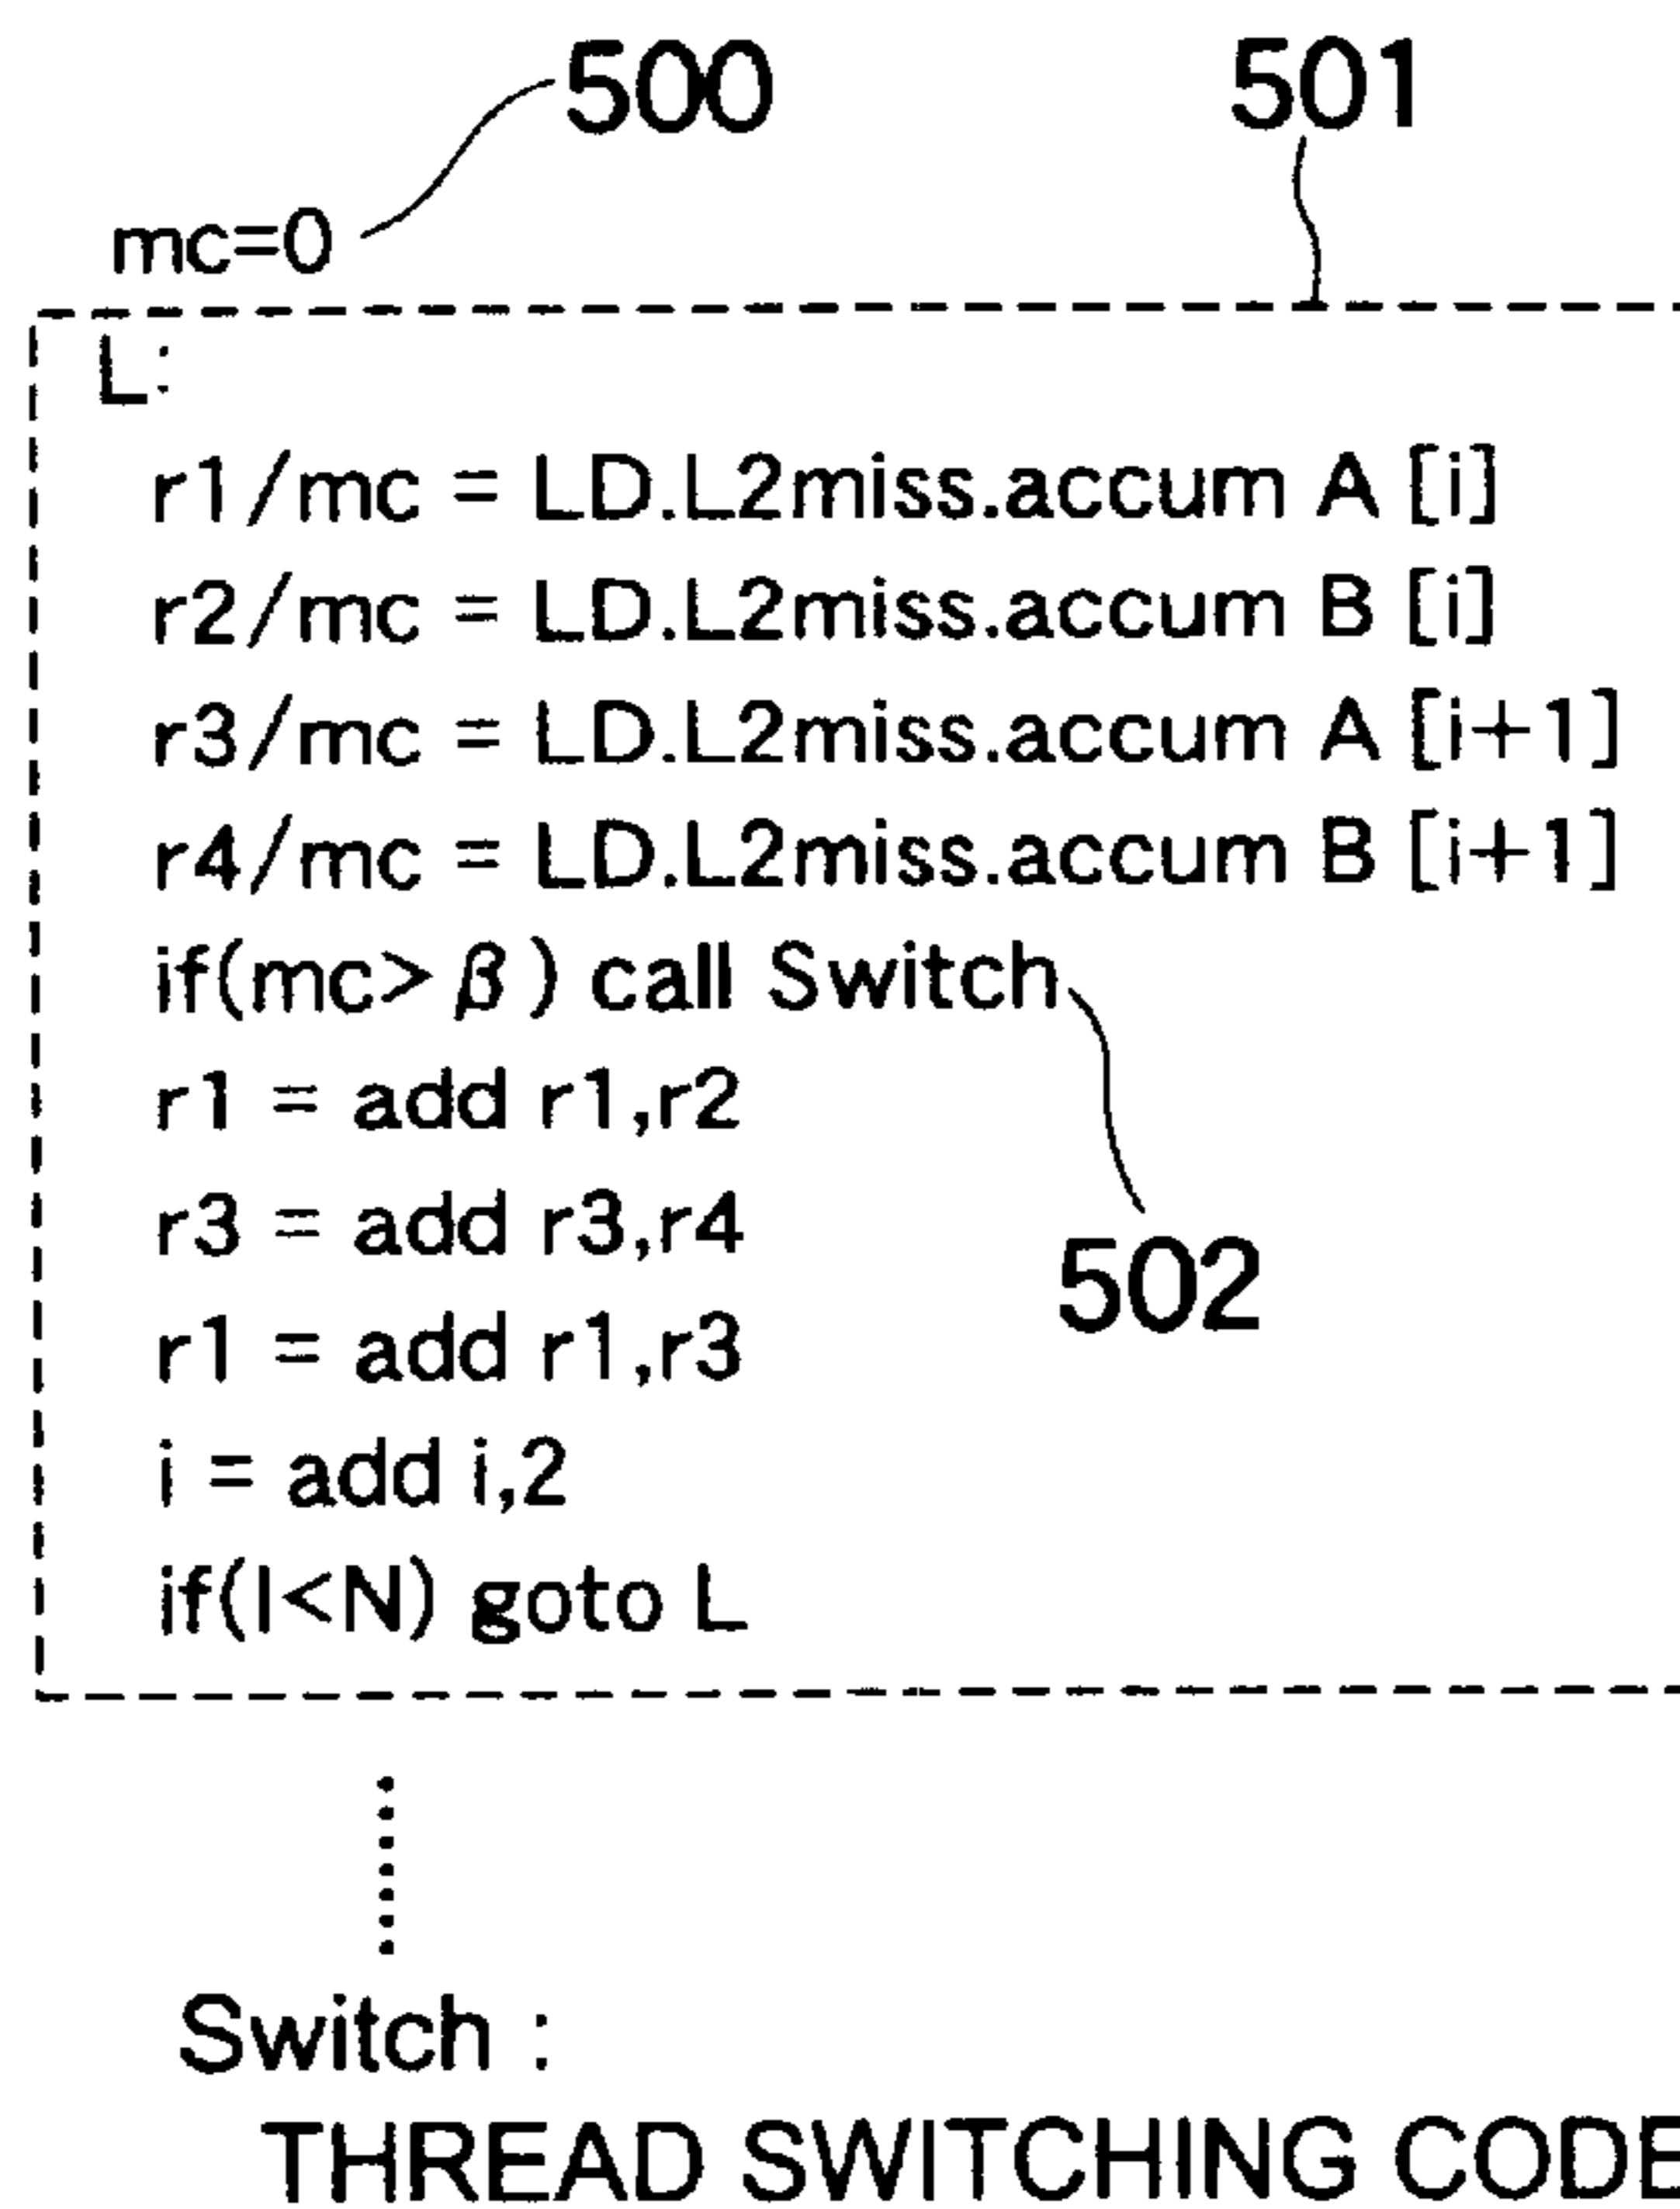 500
501
mc=0
L:
r1/mc = LD.L2miss.accum A [i]
r2/mc = LD.L2miss.accum B [i]
r3/mc = LD.L2miss.accum A [i+1]
r4/mc = LD.L2miss.accum B [i+1]
if(mc> β) call Switch
r1 = add r1,r2
r3 = add r3,r4
502
r1 = add r1,r3
i = add i,2
if(I<N) goto L
Switch :
THREAD SWITCHING CODE